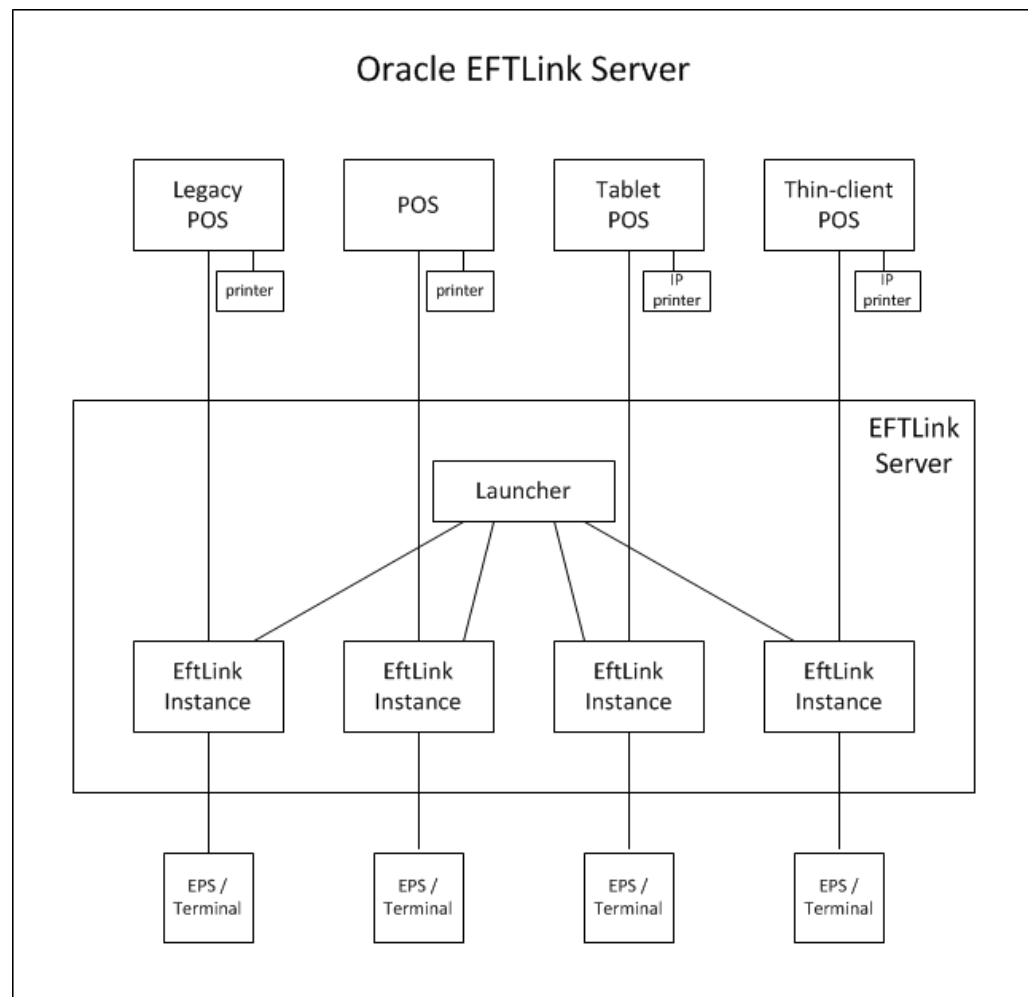 Oracle EFTLink Server
Legacy
POS
POS
Tablet
POS
Thin-client
POS
printer
printer
IP
printer
IP
printer
EFTLink
Server
Launcher
EftLink
Instance
EftLink
Instance
EftLink
Instance
EftLink
Instance
EPS /
Terminal
EPS /
Terminal
EPS /
Terminal
EPS /
Terminal